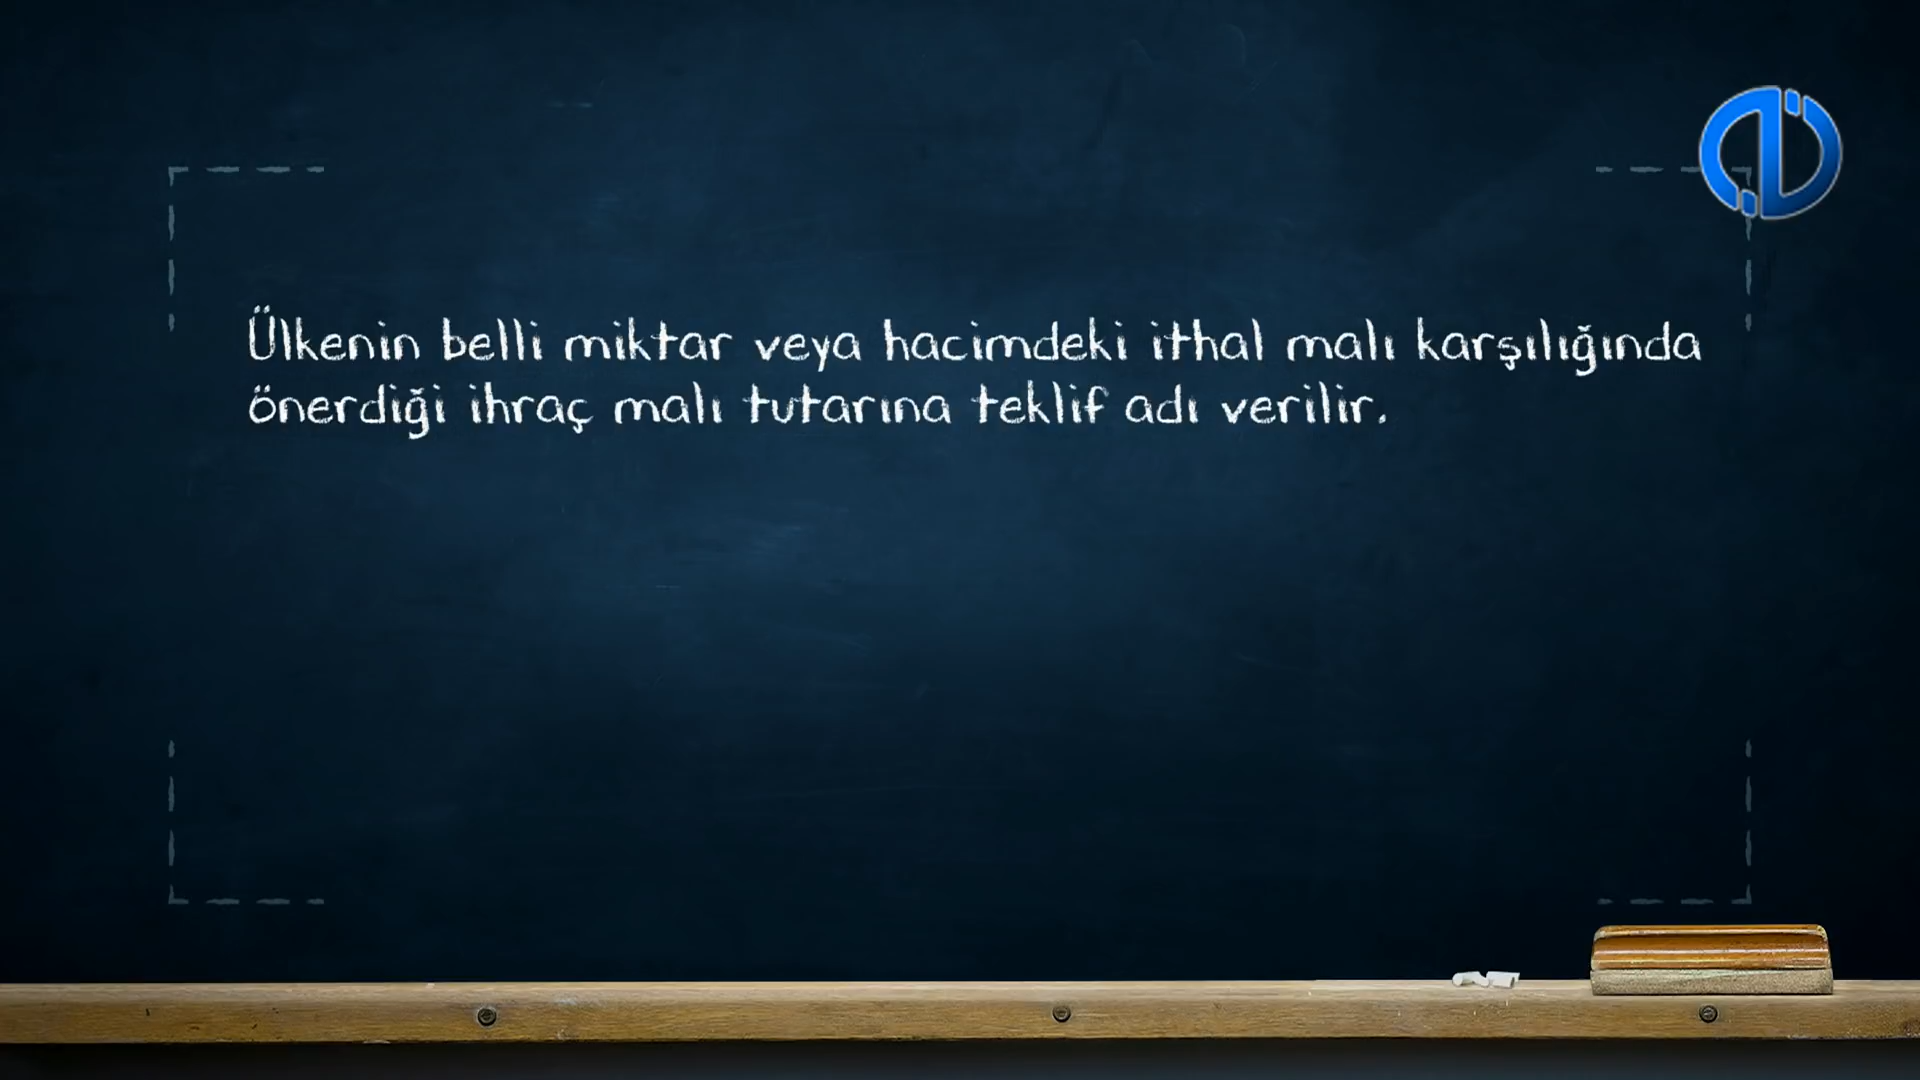 Ülkenin belli miktar veya hacimdeki ithal malı karşılığında
önerdiği ihraç malı tutarına teklif adı verilir.